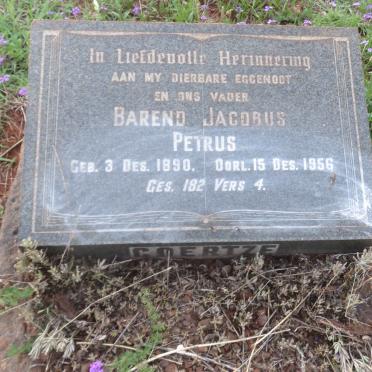 In Liefdevolle Herinnering
AAN MY DIERBARE EGGENOOT
EN ONS VADER
BAREND JACOBUS
PETRUS
GEB. 3 DES. 1890. OORL. 15 DES. 1956
GES. 182 VERS 4.
GOERTZE